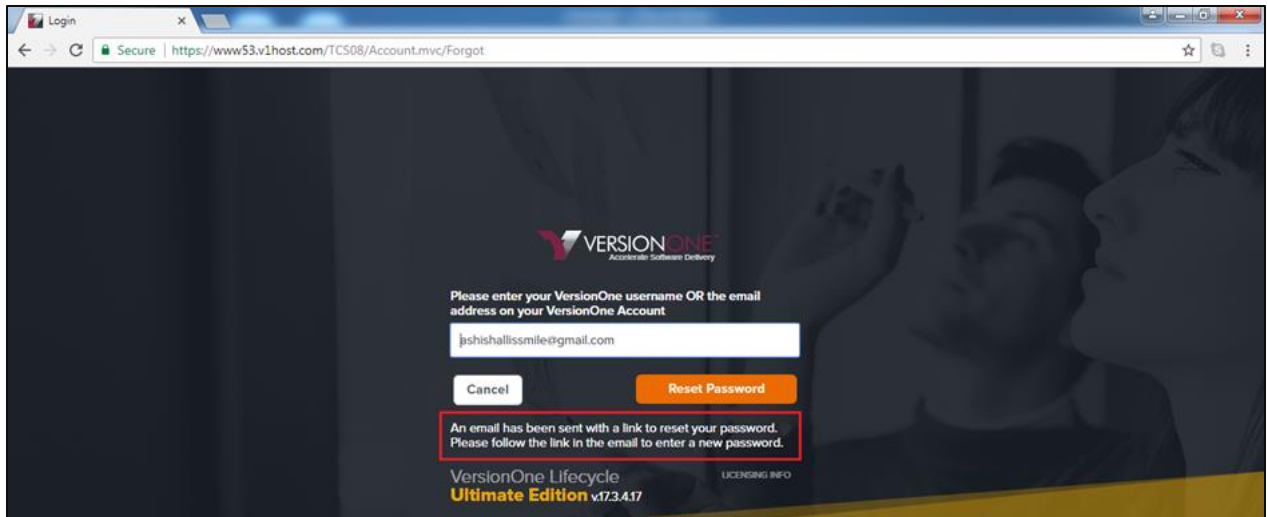 Login
Secure | https://www53.v1host.com/TCS08/Account.mvc/Forgot
VERSIONONE
Accelerate Software Delivery
Please enter your VersionOne username OR the email
address on your VersionOne Account
ashishallissmile@gmail.com
Cancel Reset Password
An email has been sent with a link to reset your password.
Please follow the link in the email to enter a new password.
VersionOne Lifecycle LICENSING INFO
Ultimate Edition v.17.3.4.17